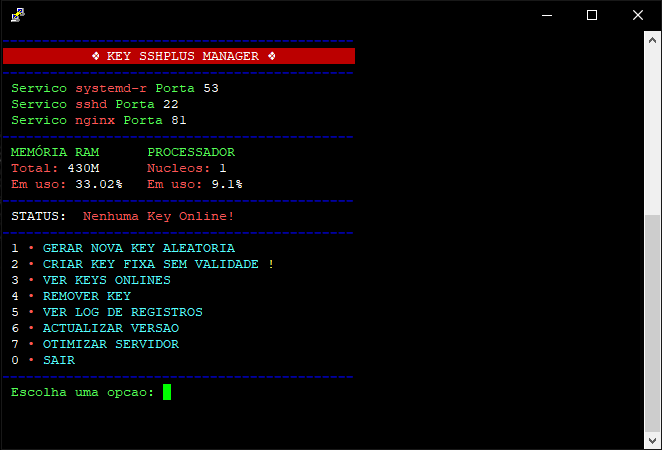 ❖ KEY SSHPLUS MANAGER ❖
Servico systemd-r Porta 53
Servico sshd Porta 22
Servico nginx Porta 81
MEMÓRIA RAM PROCESSADOR
Total: 430M Nucleos: 1
Em uso: 33.02% Em uso: 9.1%
STATUS: Nenhuma Key Online!
1 • GERAR NOVA KEY ALEATORIA
2 • CRIAR KEY FIXA SEM VALIDADE !
3 • VER KEYS ONLINES
4 • REMOVER KEY
5 • VER LOG DE REGISTROS
6 • ACTUALIZAR VERSAO
7 • OTIMIZAR SERVIDOR
0 • SAIR
Escolha uma opcao: